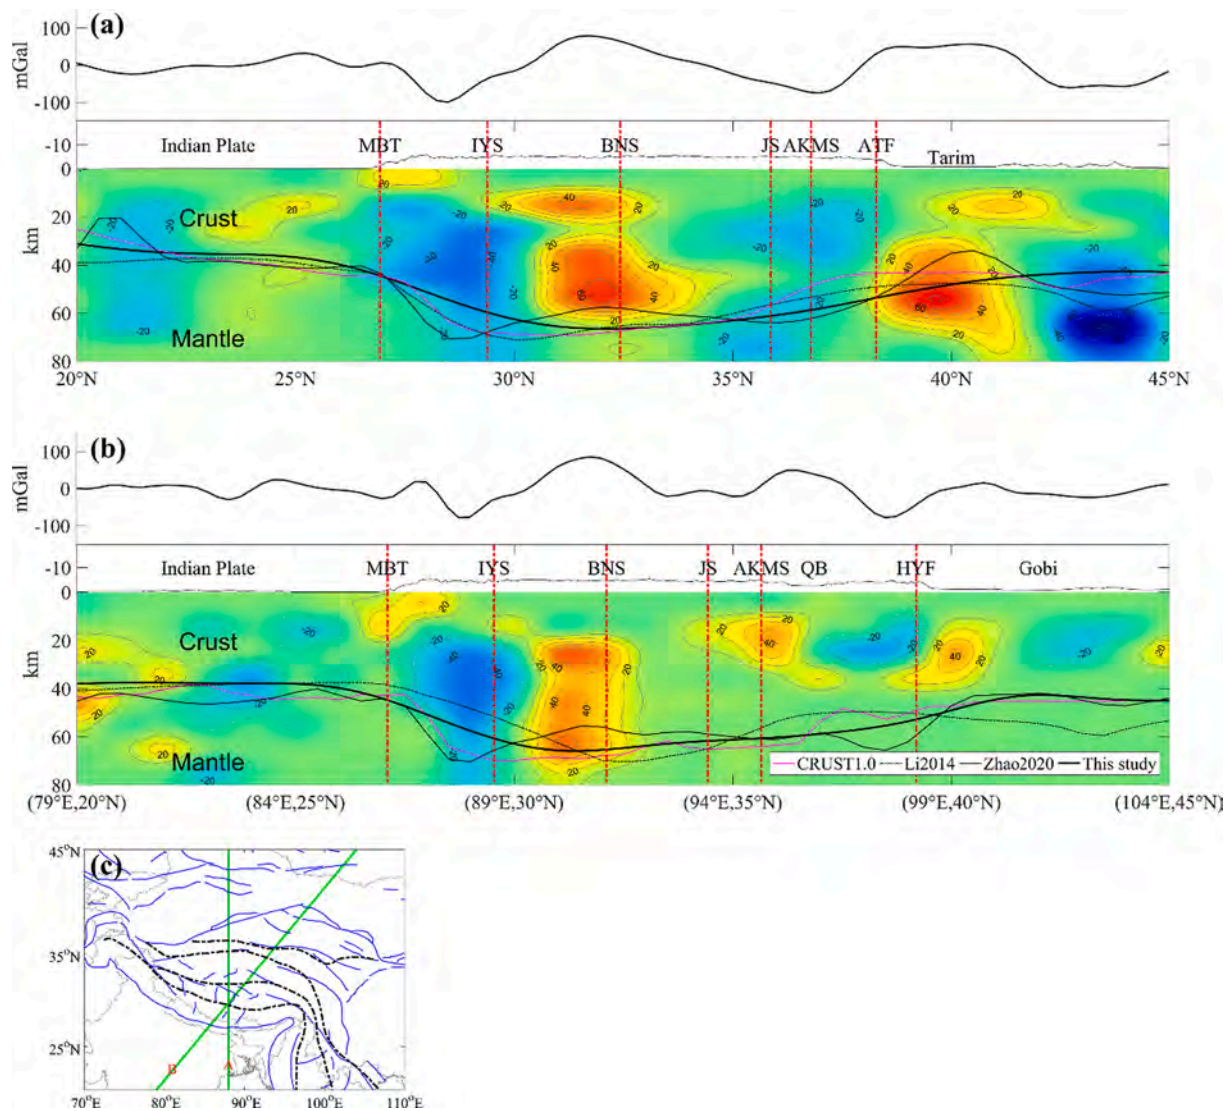 (a)
100
0
-100
mGal
-10
0
20
40
60
80
km
Indian Plate MBT IYS BNS JS AKMS ATF Tarim
Crust
Mantle
20°N 25°N 30°N 35°N 40°N 45°N
(b)
100
0
-100
mGal
-10
0
20
40
60
80
km
Indian Plate MBT IYS BNS JS AKMS QB HYF Gobi
Crust
Mantle
CRUST1.0 Li2014 Zhao2020 This study
(79°E,20°N) (84°E,25°N) (89°E,30°N) (94°E,35°N) (99°E,40°N) (104°E,45°N)
(c)
45°N
35°N
25°N
B A
70°E 80°E 90°E 100°E 110°E